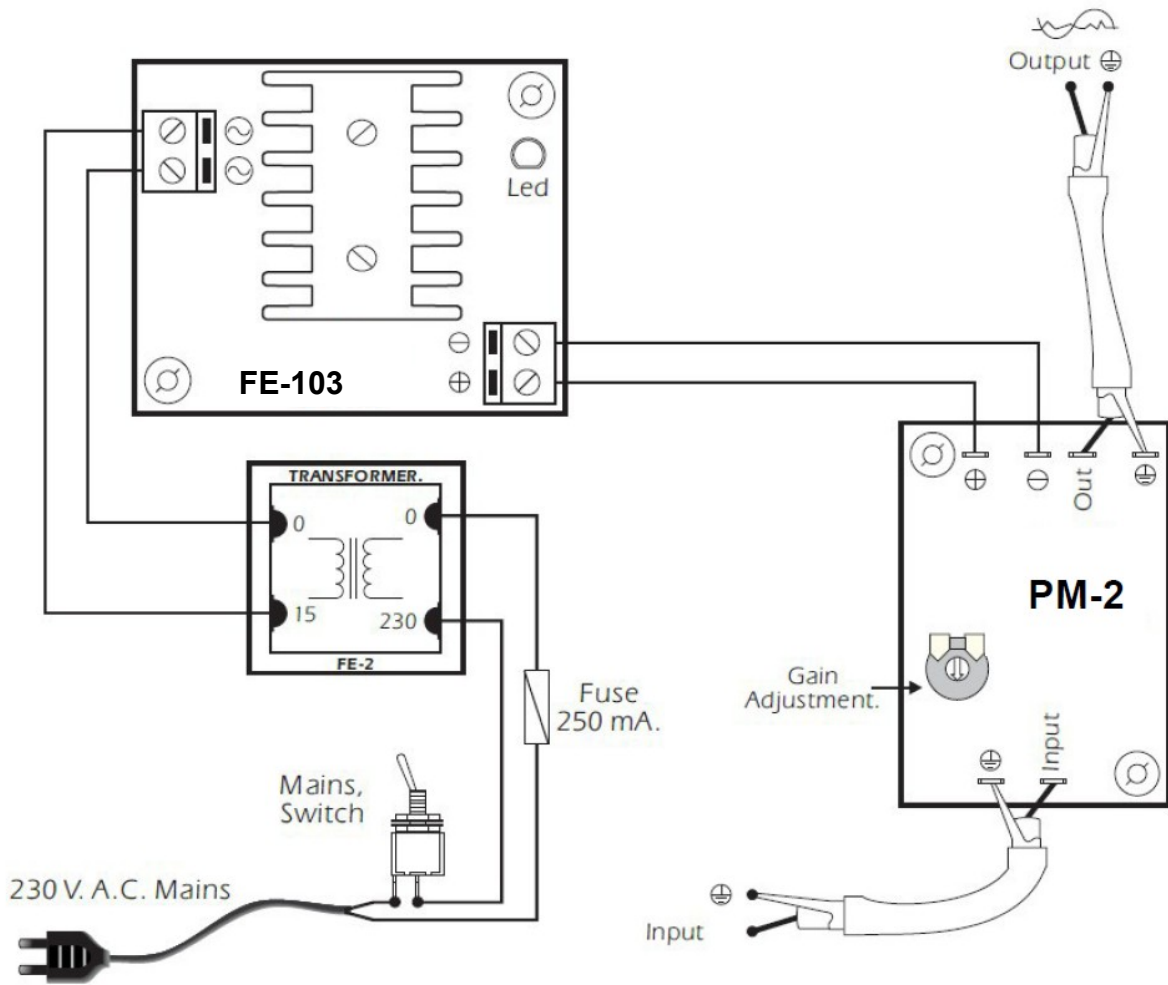 Output
Led
FE-103
TRANSFORMER.
0
0
15
230
FE-2
Fuse
250 mA.
Mains,
Switch
230 V. A.C. Mains
Out
PM-2
Gain
Adjustment.
Input
Input